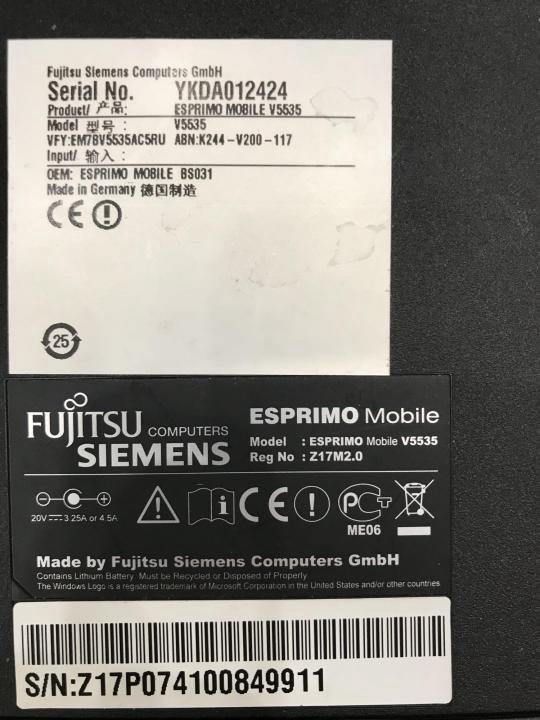 Fujitsu Siemens Computers GmbH
Serial No. YKDA012424
Product/ 产品: ESPRIMO MOBILE V5535
Model 型号 : V5535
VFY:EM78V5535AC5RU ABN:K244-V200-117
Input/ 输入 :
OEM: ESPRIMO MOBILE BS031
Made in Germany 德国制造
CE
25
FUJITSU COMPUTERS
SIEMENS
ESPRIMO Mobile
Model : ESPRIMO Mobile V5535
Reg No : Z17M2.0
20V 3.25A or 4.5A
CE
ME06
Made by Fujitsu Siemens Computers GmbH
Contains Lithium Battery. Must be Recycled or Disposed of Properly
The Windows Logo is a registered trademark of Microsoft Corporation in the United States and/or other countries
S/N:Z17P074100849911